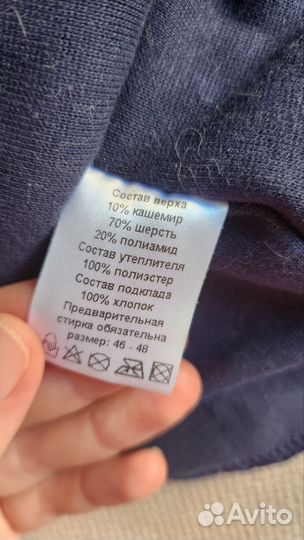 Состав верха
10% кашемир
70% шерсть
20% полиамид
Состав утеплителя
100% полиэстер
Состав подклада
100% хлопок
Предварительная
стирка обязательна
размер: 46 - 48
Avito